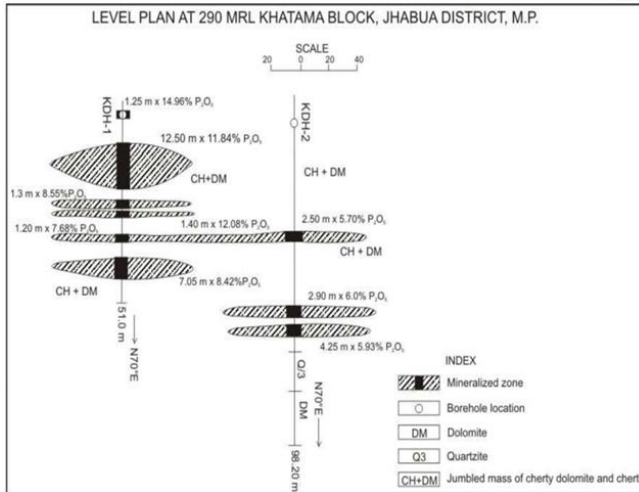 LEVEL PLAN AT 290 MRL KHATAMA BLOCK, JHABUA DISTRICT, M.P.
SCALE
20 0 20 40
KDH-1
1.25 m x 14.96% P₂O₅
KDH-2
12.50 m x 11.84% P₂O₅
CH+DM
CH + DM
1.3 m x 8.55%P₂O₅
1.20 m x 7.68% P₂O₅
1.40 m x 12.08% P₂O₅
2.50 m x 5.70% P₂O₅
CH + DM
CH + DM
7.05 m x 8.42%P₂O₅
2.90 m x 6.0% P₂O₅
51.0 m
N70°E
4.25 m x 5.93% P₂O₅
Q/3
DM
N70°E
98.20 m
INDEX
Mineralized zone
Borehole location
DM Dolomite
Q3 Quartzite
CH+DM Jumbled mass of cherty dolomite and chert